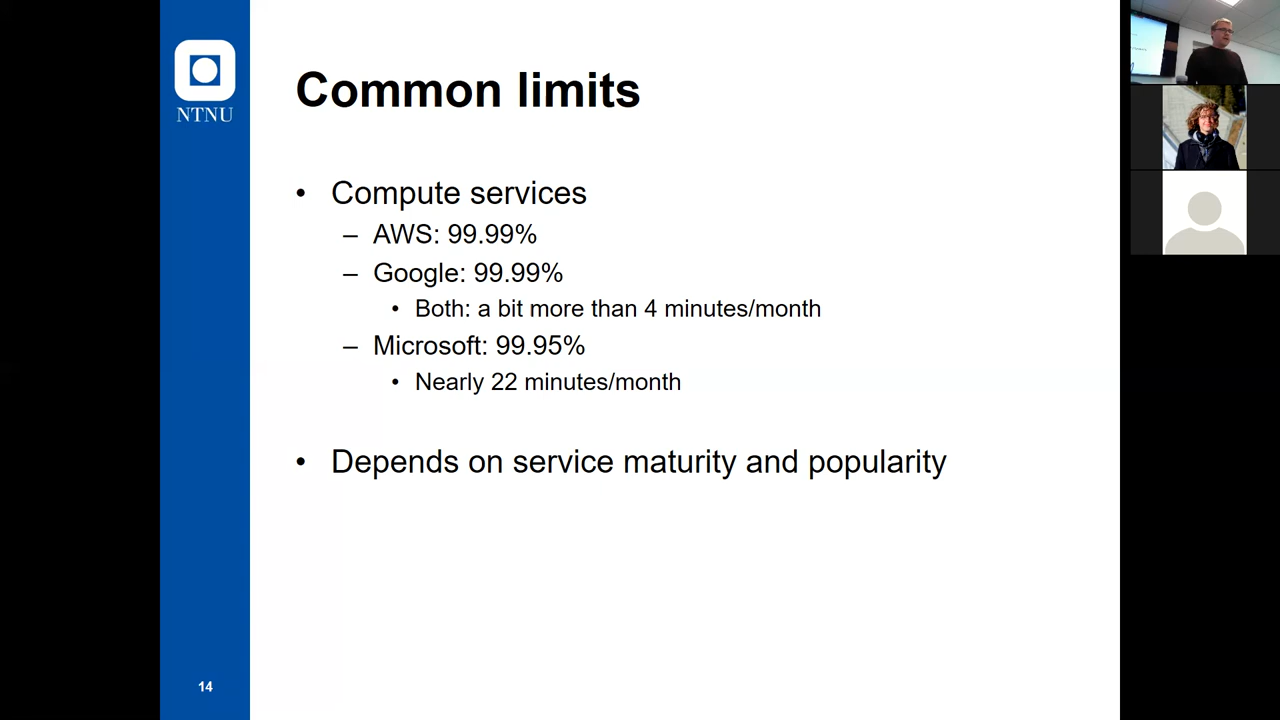 NTNU
Common limits
• Compute services
– AWS: 99.99%
– Google: 99.99%
• Both: a bit more than 4 minutes/month
– Microsoft: 99.95%
• Nearly 22 minutes/month
• Depends on service maturity and popularity
14